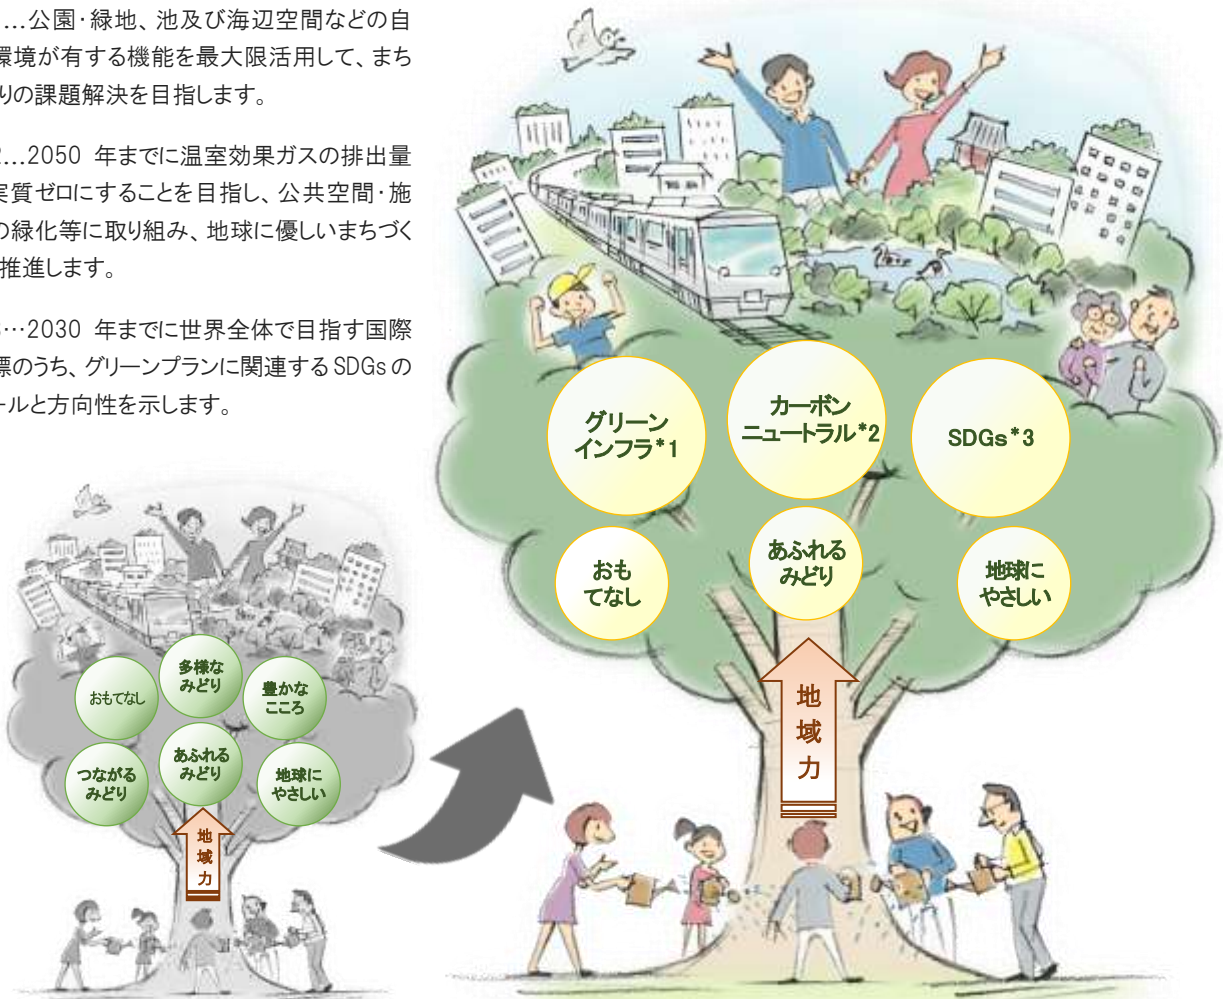 …公園・緑地、池及び海辺空間などの自
環境が有する機能を最大限活用して、まち
りの課題解決を目指します。
…2050 年までに温室効果ガスの排出量
実質ゼロにすることを目指し、公共空間・施
の緑化等に取り組み、地球に優しいまちづく
推進します。
…2030 年までに世界全体で目指す国際
標のうち、グリーンプランに関連する SDGs の
ールと方向性を示します。
グリーン
インフラ*1
カーボン
ニュートラル*2
SDGs*3
おも
てなし
あふれる
みどり
地球に
やさしい
地
域
力
おもてなし
多様な
みどり
豊かな
こころ
つながる
みどり
あふれる
みどり
地球に
やさしい
地
域
力